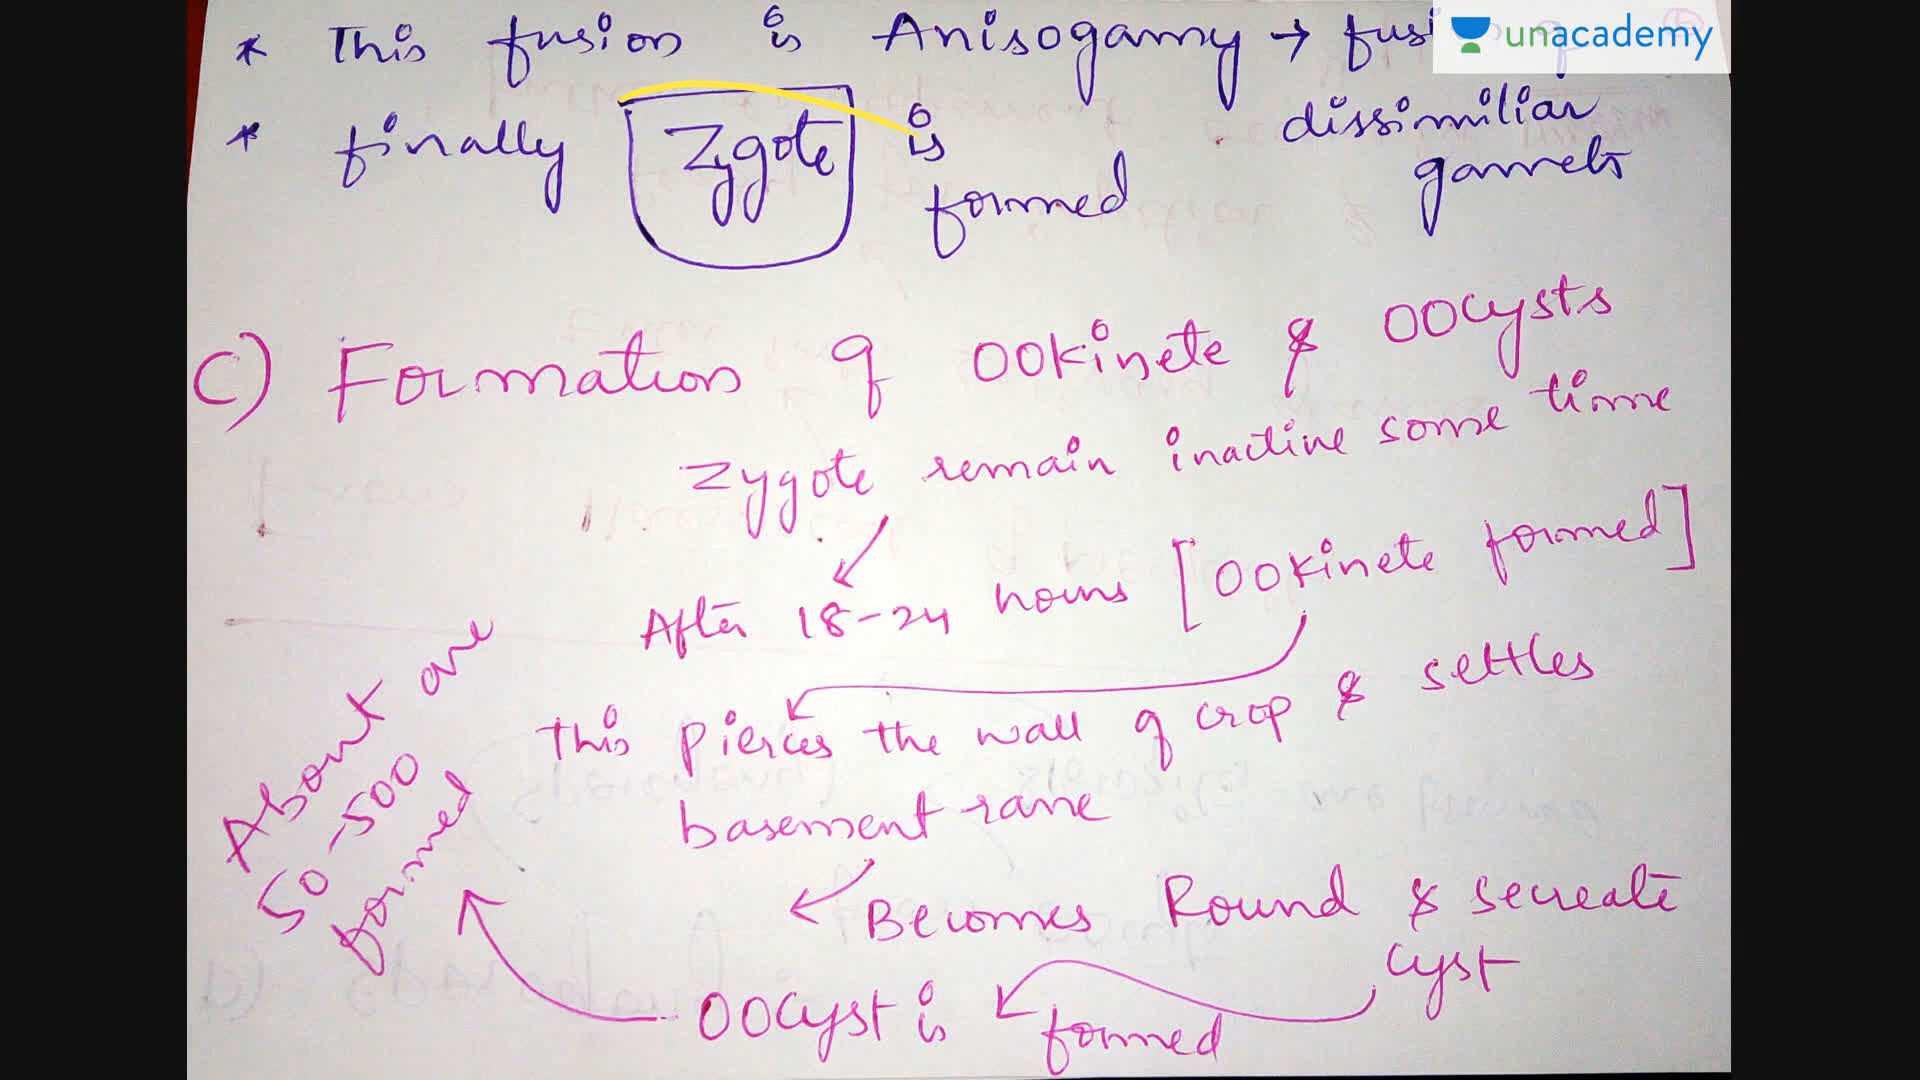 * This fusion is Anisogamy → fusi
unacademy
dissimiliar
gamets
* finally Zygote is
formed
C) Formation of Ookinete & Oocysts
Zygote remain inactive some time
After 18-24 hours [Ookinete formed]
This pierces the wall of crop & settles
basement rane
Becomes Round & secreate
cyst
Oocyst is formed
About are
50-500
formed